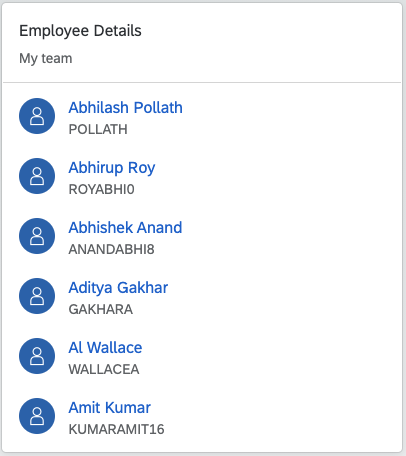 Employee Details
My team
Abhilash Pollath
POLLATH
Abhirup Roy
ROYABHI0
Abhishek Anand
ANANDABHI8
Aditya Gakhar
GAKHARA
Al Wallace
WALLACEA
Amit Kumar
KUMARAMIT16